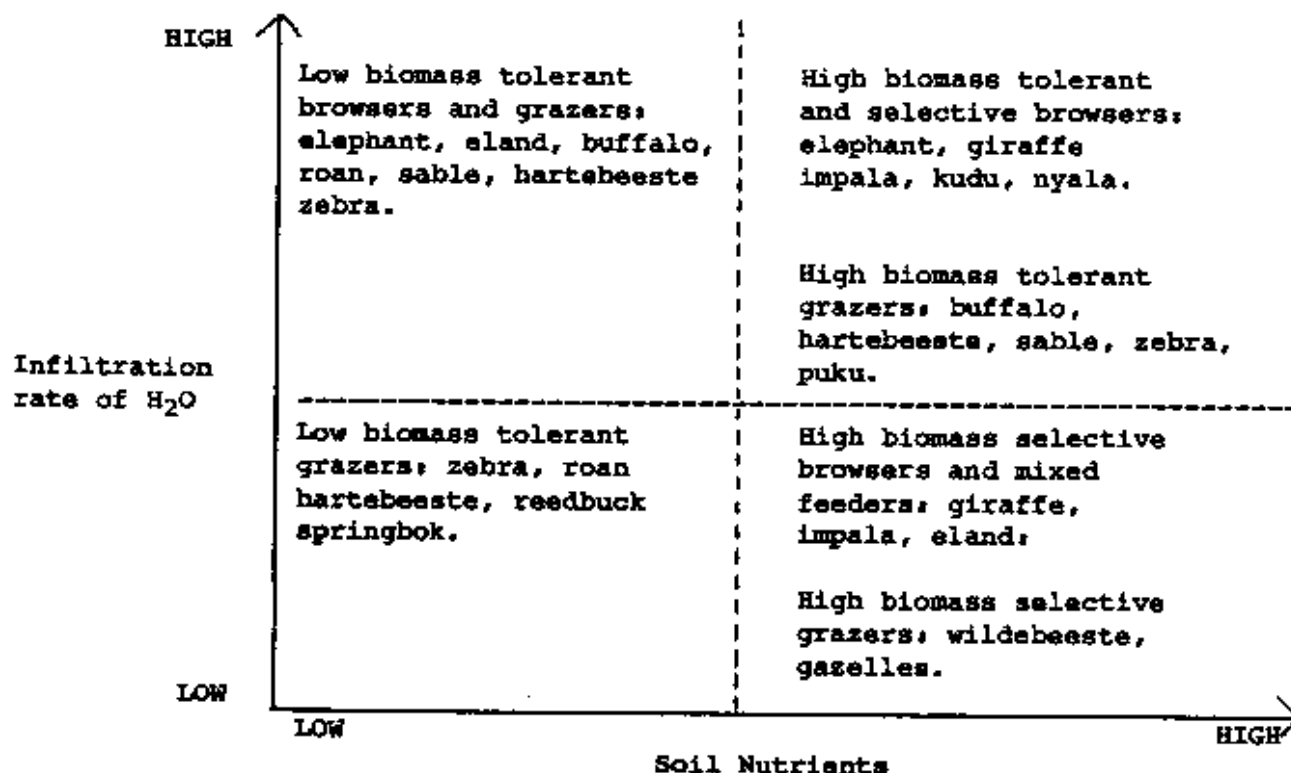 HIGH
Low biomass tolerant
browsers and grazers:
elephant, eland, buffalo,
roan, sable, hartebeeste
zebra.
High biomass tolerant
and selective browsers:
elephant, giraffe
impala, kudu, nyala.
High biomass tolerant
grazers: buffalo,
hartebeeste, sable, zebra,
puku.
Infiltration
rate of H₂O
Low biomass tolerant
grazers: zebra, roan
hartebeeste, reedbuck
springbok.
High biomass selective
browsers and mixed
feeders: giraffe,
impala, eland:
High biomass selective
grazers: wildebeeste,
gazelles.
LOW
LOW
HIGH
Soil Nutrients